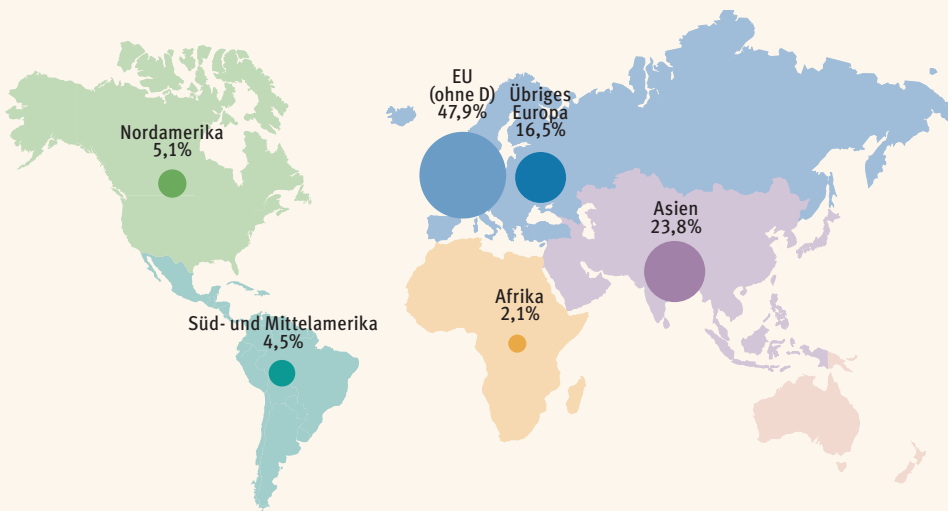 EU
(ohne D)
47,9%
Übriges
Europa
16,5%
Nordamerika
5,1%
Asien
23,8%
Afrika
2,1%
Süd- und Mittelamerika
4,5%